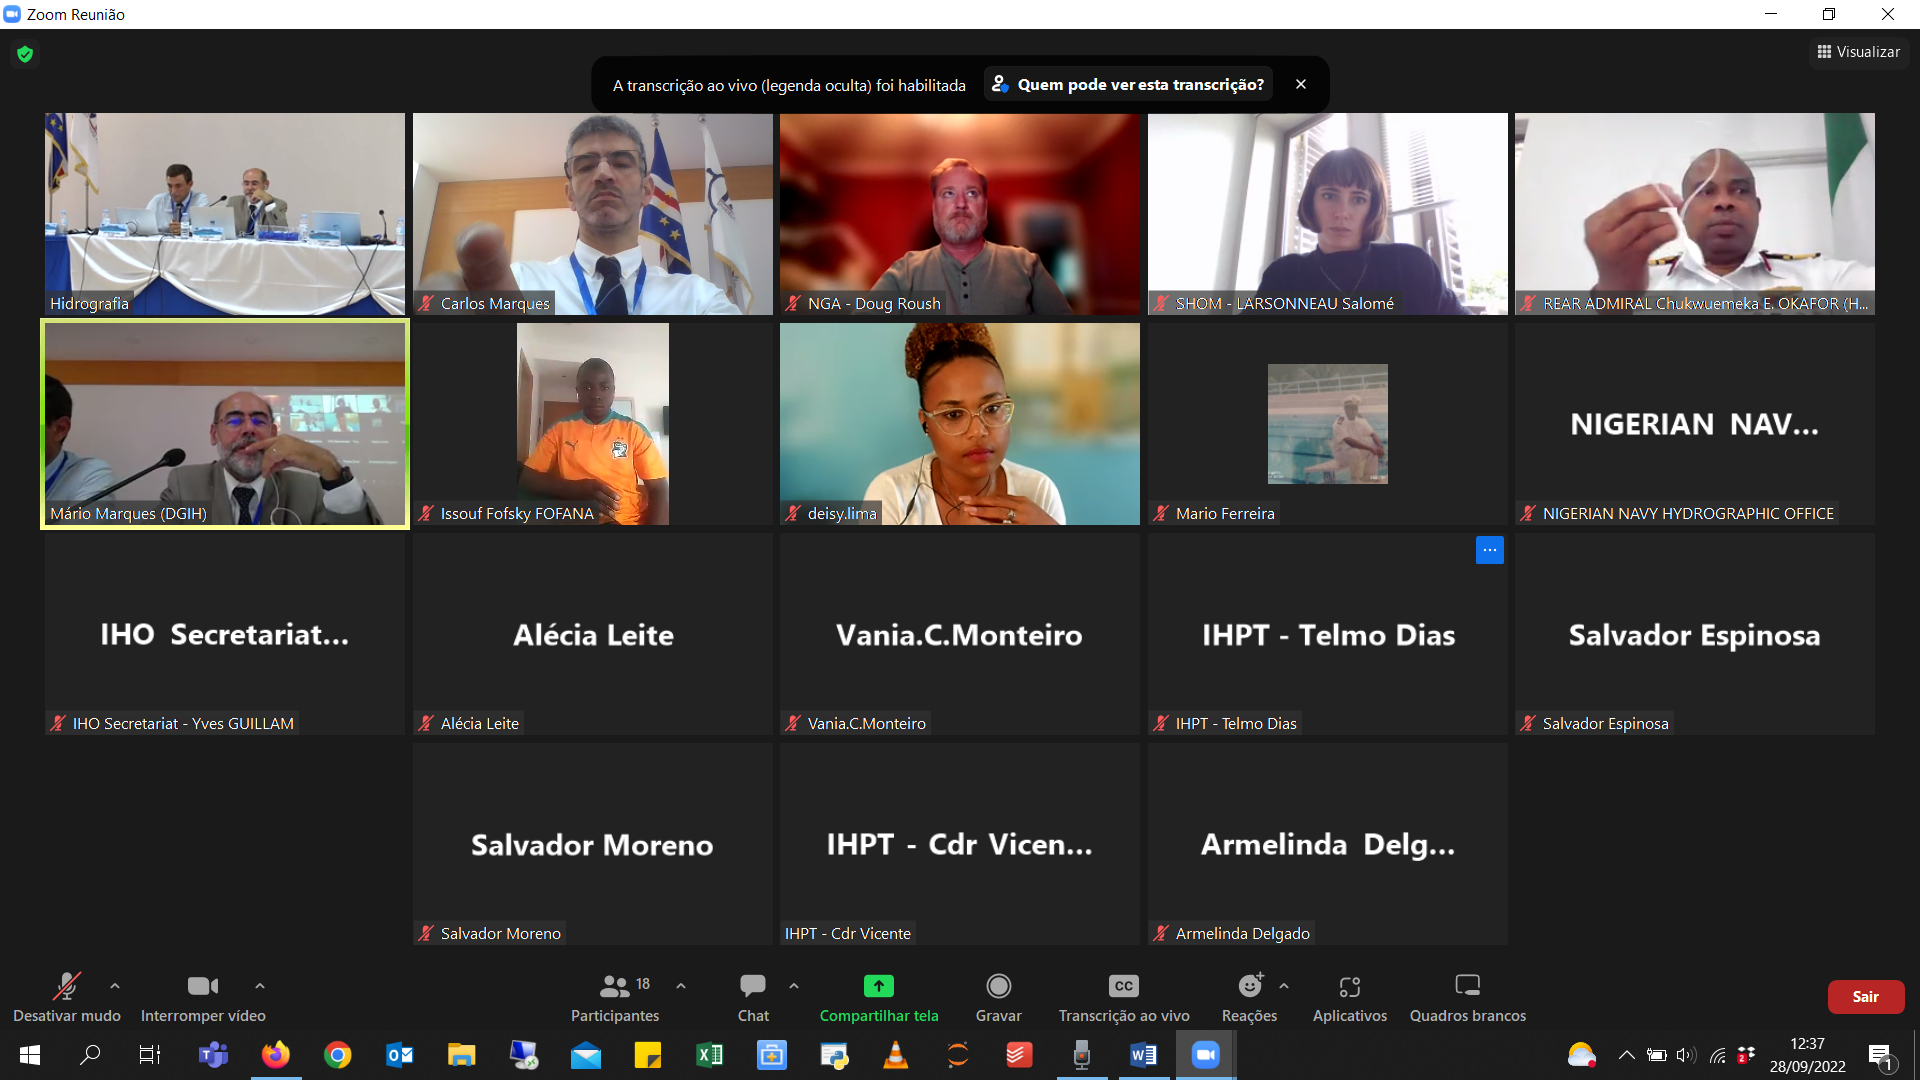 Zoom Reunião
Visualizar
A transcrição ao vivo (legenda oculta) foi habilitada
Quem pode ver esta transcrição?
Hidrografia
Carlos Marques
NGA - Doug Roush
SHOM - LARSONNEAU Salomé
REAR ADMIRAL Chukwuemeka E. OKAFOR (H...
Mário Marques (DGIH)
Issouf Fofsky FOFANA
deisy.lima
Mario Ferreira
NIGERIAN NAV...
NIGERIAN NAVY HYDROGRAPHIC OFFICE
IHO Secretariat...
IHO Secretariat - Yves GUILLAM
Alécia Leite
Alécia Leite
Vania.C.Monteiro
Vania.C.Monteiro
IHPT - Telmo Dias
IHPT - Telmo Dias
Salvador Espinosa
Salvador Espinosa
Salvador Moreno
Salvador Moreno
IHPT - Cdr Vicen...
IHPT - Cdr Vicente
Armelinda Delg...
Armelinda Delgado
Desativar mudo
Interromper vídeo
18
Participantes
Chat
Compartilhar tela
Gravar
CC
Transcrição ao vivo
Reações
Aplicativos
Quadros brancos
Sair
12:37
28/09/2022
1